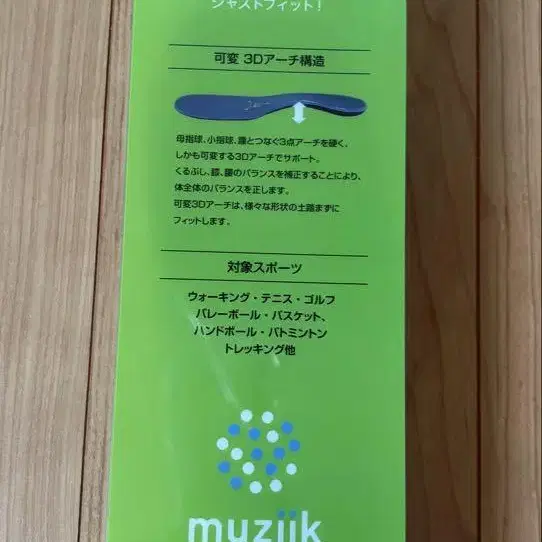 ジャストフィット！
可変 3Dアーチ構造
母指球、小指球、踵とつなぐ3点アーチを硬く、
しかも可変する3Dアーチでサポート。
くるぶし、膝、腰のバランスを補正することにより、
体全体のバランスを正します。
可変3Dアーチは、様々な形状の土踏まずに
フィットします。
対象スポーツ
ウォーキング・テニス・ゴルフ
バレーボール・バスケット、
ハンドボール・バトミントン
トレッキング他
muziik